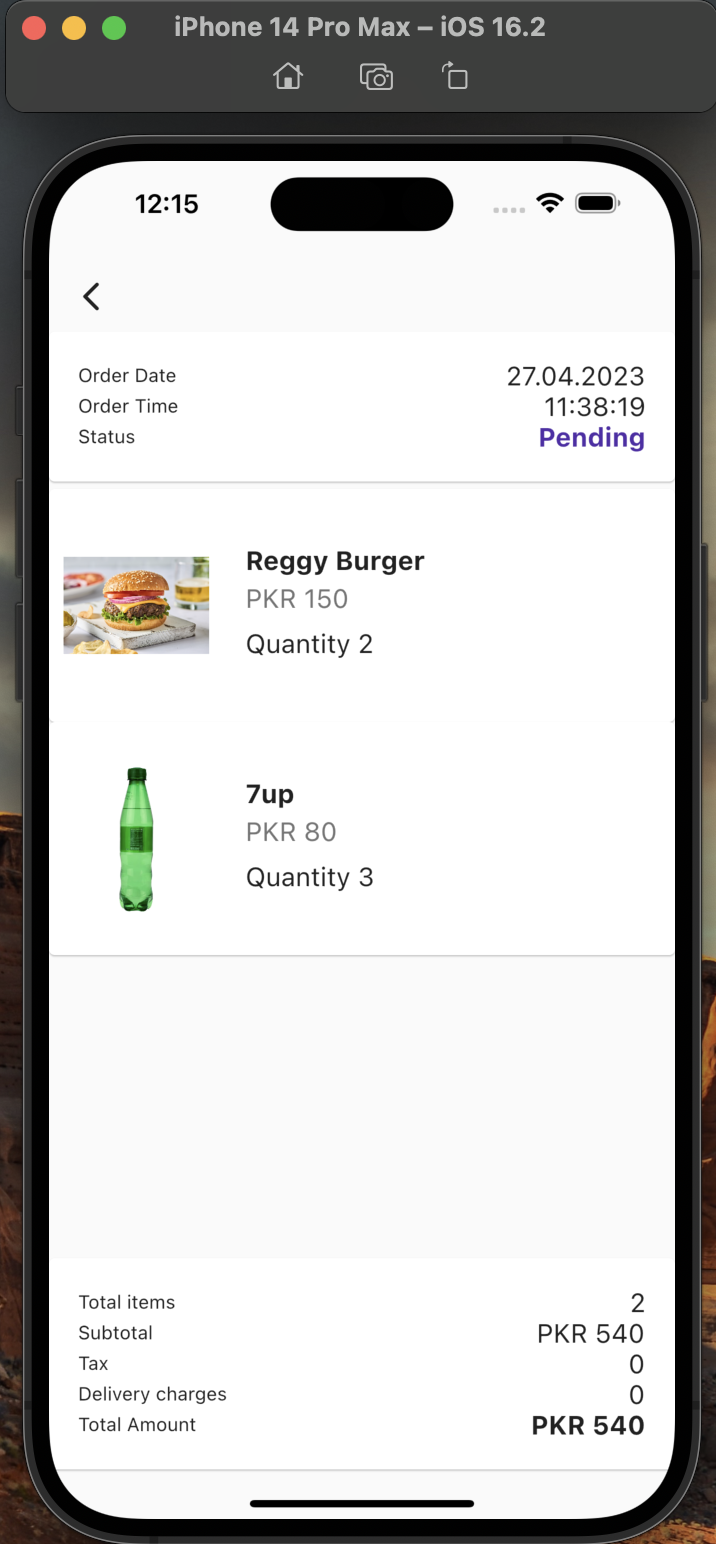 iPhone 14 Pro Max – iOS 16.2
12:15
Order Date 27.04.2023
Order Time 11:38:19
Status Pending
Reggy Burger
PKR 150
Quantity 2
7up
PKR 80
Quantity 3
Total items 2
Subtotal PKR 540
Tax 0
Delivery charges 0
Total Amount PKR 540